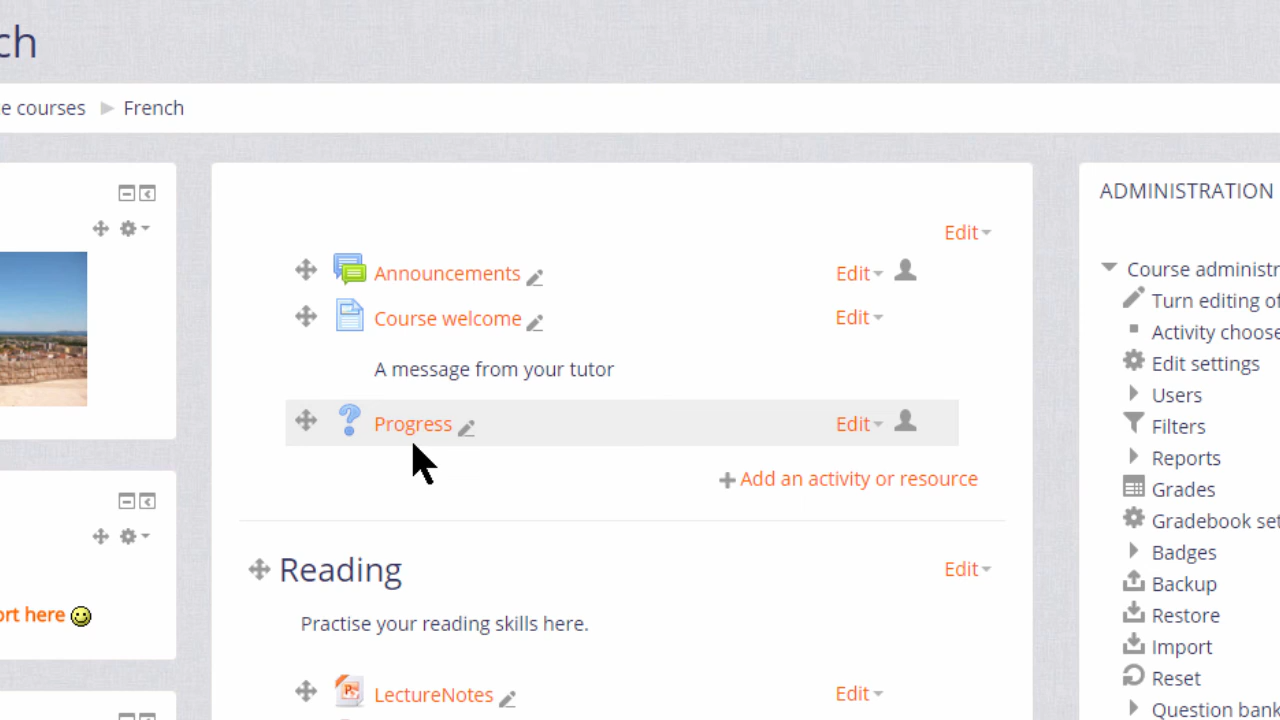 ch
e courses French
Edit
Announcements Edit
Course welcome Edit
A message from your tutor
Progress Edit
Add an activity or resource
Reading Edit
Practise your reading skills here.
LectureNotes Edit
ort here
ADMINISTRATION
Course administr
Turn editing of
Activity choose
Edit settings
Users
Filters
Reports
Grades
Gradebook set
Badges
Backup
Restore
Import
Reset
Question bank